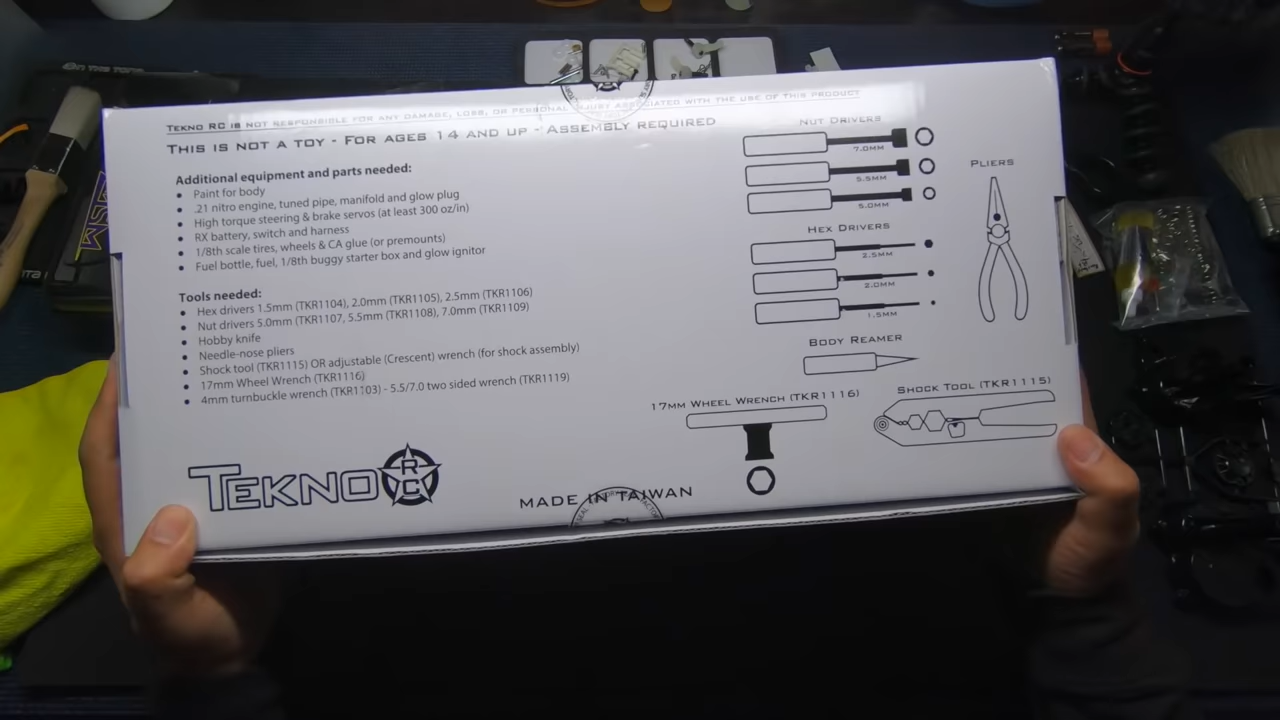 Tekno RC is not responsible for any damage, loss, or personal injury associated with the use of this product
This is not a toy - For ages 14 and up - Assembly required
Additional equipment and parts needed:
• Paint for body
• .21 nitro engine, tuned pipe, manifold and glow plug
• High torque steering & brake servos (at least 300 oz/in)
• RX battery, switch and harness
• 1/8th scale tires, wheels & CA glue (or premounts)
• Fuel bottle, fuel, 1/8th buggy starter box and glow ignitor
Tools needed:
• Hex drivers 1.5mm (TKR1104), 2.0mm (TKR1105), 2.5mm (TKR1106)
• Nut drivers 5.0mm (TKR1107, 5.5mm (TKR1108), 7.0mm (TKR1109)
• Hobby knife
• Needle-nose pliers
• Shock tool (TKR1115) OR adjustable (Crescent) wrench (for shock assembly)
• 17mm Wheel Wrench (TKR1116)
• 4mm turnbuckle wrench (TKR1103) - 5.5/7.0 two sided wrench (TKR1119)
Nut Drivers
7.0mm
5.5mm
5.0mm
Pliers
Hex Drivers
2.5mm
2.0mm
1.5mm
Body Reamer
17mm Wheel Wrench (TKR1116)
Shock Tool (TKR1115)
Tekno RC
Made in Taiwan